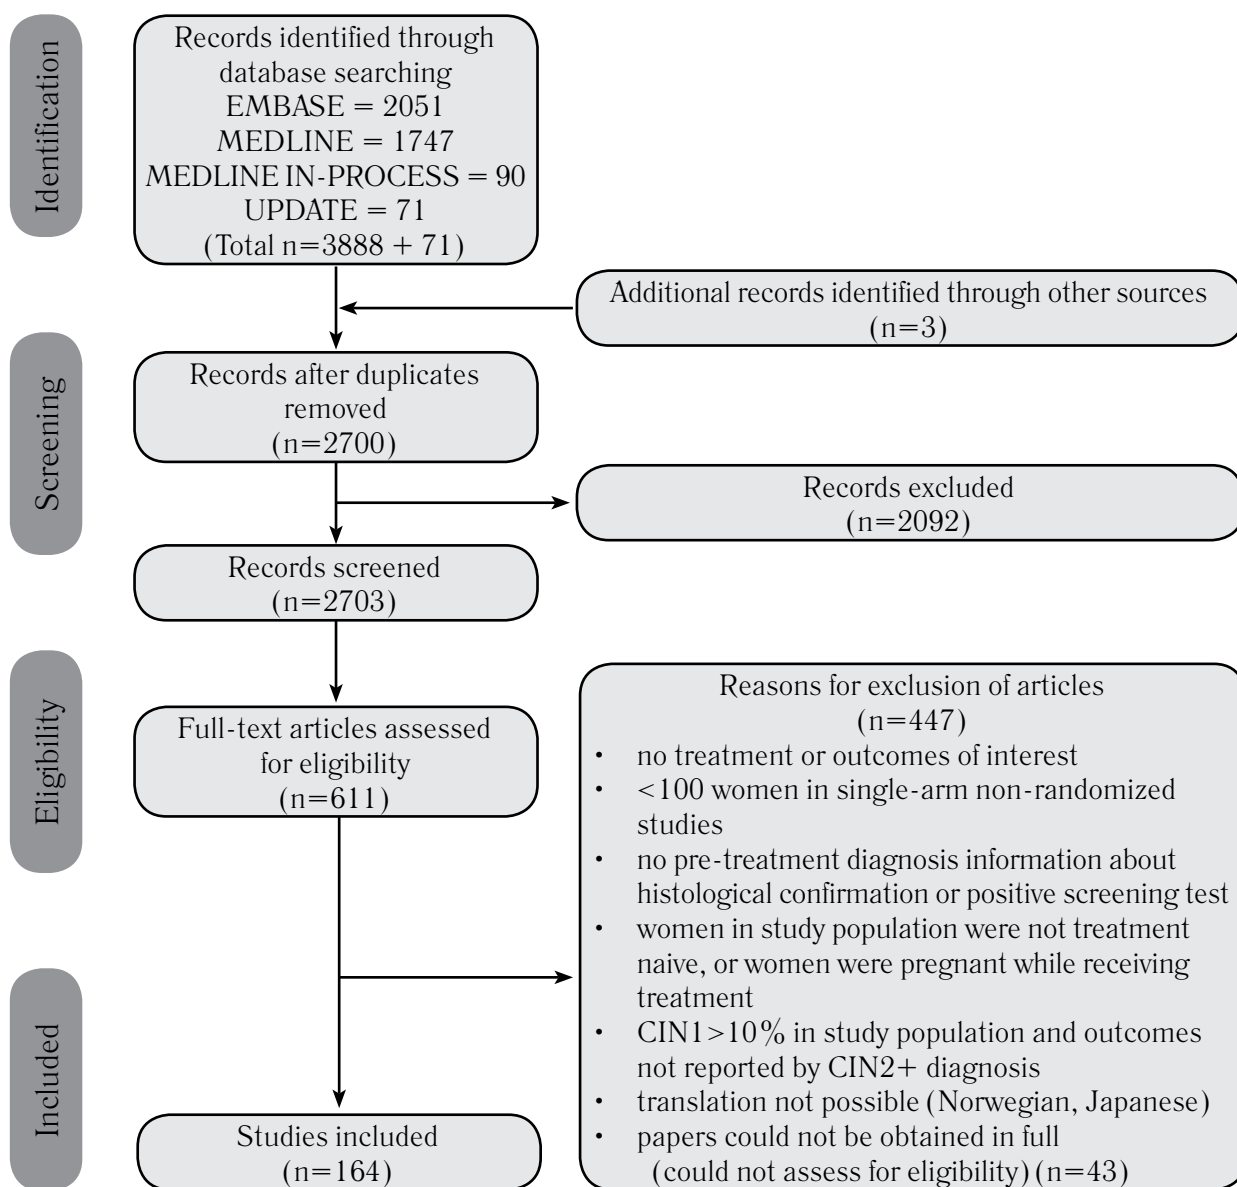 Identification
Records identified through
database searching
EMBASE = 2051
MEDLINE = 1747
MEDLINE IN-PROCESS = 90
UPDATE = 71
(Total n=3888 + 71)
Additional records identified through other sources
(n=3)
Screening
Records after duplicates
removed
(n=2700)
Records excluded
(n=2092)
Records screened
(n=2703)
Eligibility
Full-text articles assessed
for eligibility
(n=611)
Reasons for exclusion of articles
(n=447)
• no treatment or outcomes of interest
• <100 women in single-arm non-randomized
studies
• no pre-treatment diagnosis information about
histological confirmation or positive screening test
• women in study population were not treatment
naive, or women were pregnant while receiving
treatment
• CIN1>10% in study population and outcomes
not reported by CIN2+ diagnosis
• translation not possible (Norwegian, Japanese)
• papers could not be obtained in full
(could not assess for eligibility) (n=43)
Included
Studies included
(n=164)